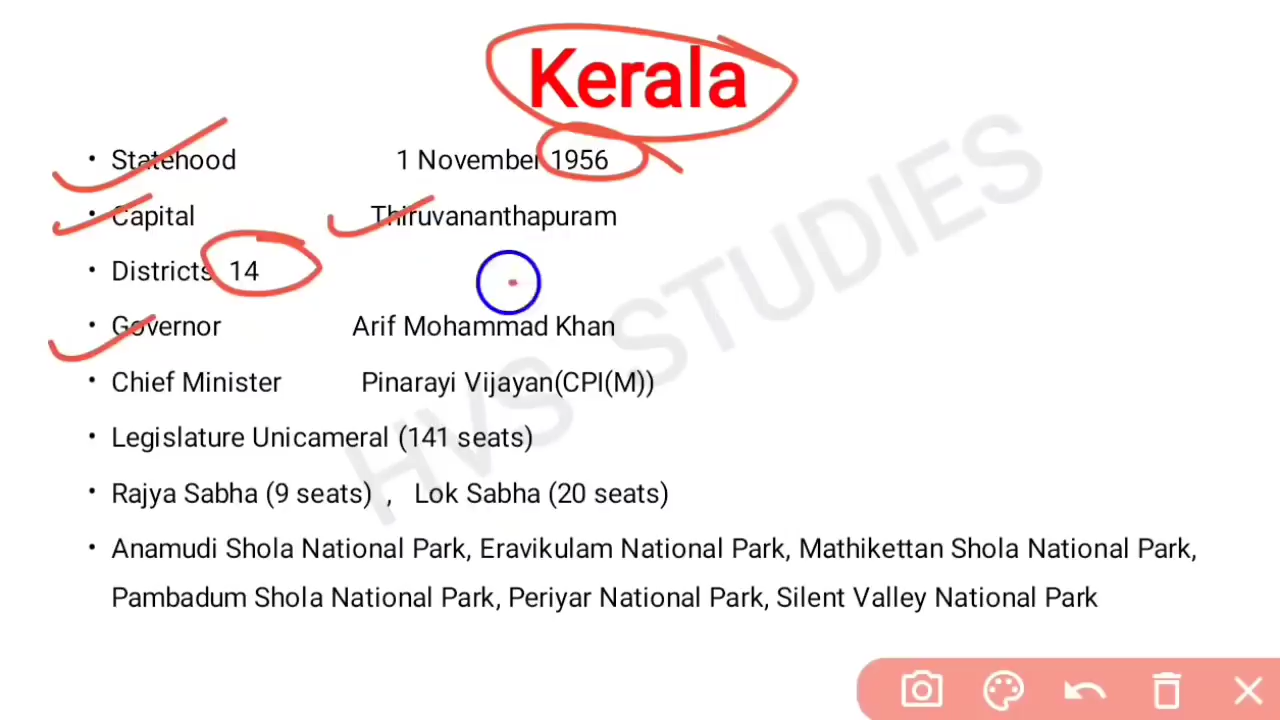 Kerala
• Statehood 1 November 1956
• Capital Thiruvananthapuram
• Districts 14
• Governor Arif Mohammad Khan
• Chief Minister Pinarayi Vijayan(CPI(M))
• Legislature Unicameral (141 seats)
• Rajya Sabha (9 seats) , Lok Sabha (20 seats)
• Anamudi Shola National Park, Eravikulam National Park, Mathikettan Shola National Park,
Pambadum Shola National Park, Periyar National Park, Silent Valley National Park
HVS STUDIES